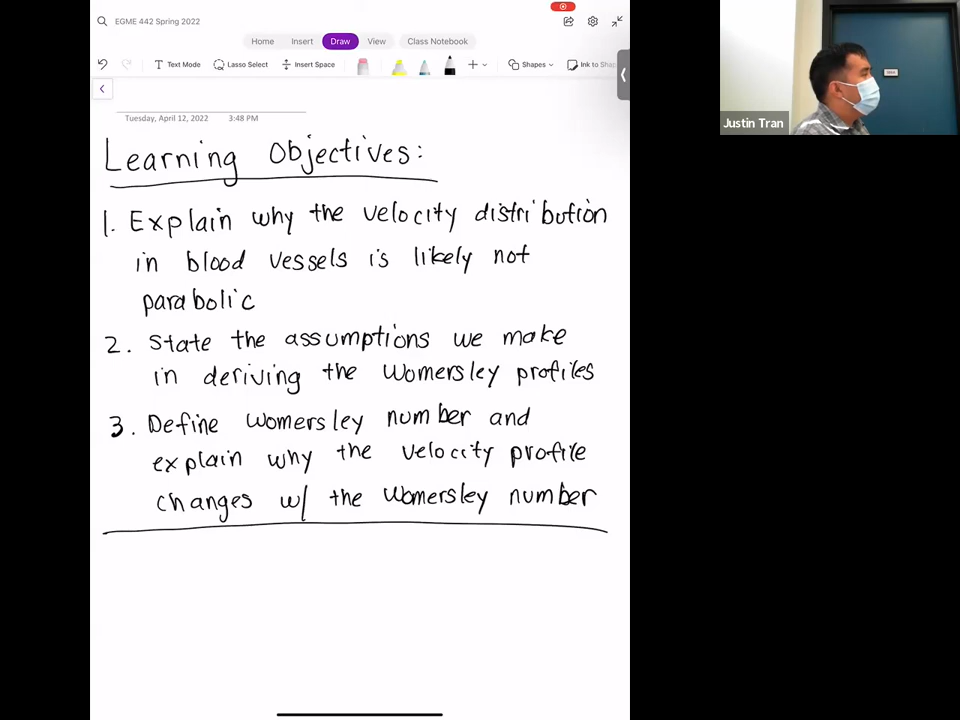 EGME 442 Spring 2022
Home Insert Draw View Class Notebook
Text Mode Lasso Select Insert Space Shapes Ink to Shap
Tuesday, April 12, 2022 3:48 PM
Learning Objectives:
1. Explain why the velocity distribution
in blood vessels is likely not
parabolic
2. State the assumptions we make
in deriving the Womersley profiles
3. Define Womersley number and
explain why the velocity profile
changes w/ the Womersley number
Justin Tran